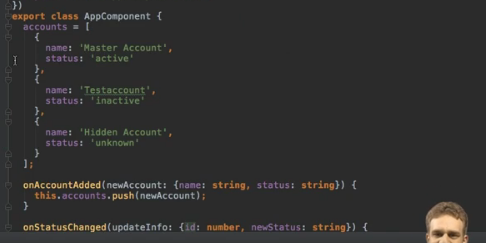 })
export class AppComponent {
accounts = [
{
name: 'Master Account',
status: 'active'
},
{
name: 'Testaccount',
status: 'inactive'
},
{
name: 'Hidden Account',
status: 'unknown'
}
];
onAccountAdded(newAccount: {name: string, status: string}) {
this.accounts.push(newAccount);
}
onStatusChanged(updateInfo: {id: number, newStatus: string}) {